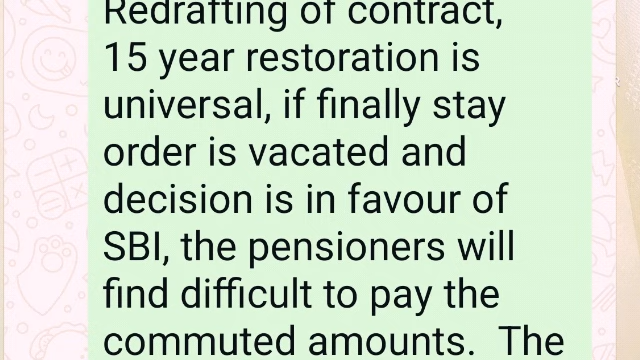 Redrafting of contract,
15 year restoration is
universal, if finally stay
order is vacated and
decision is in favour of
SBI, the pensioners will
find difficult to pay the
commuted amounts.  The